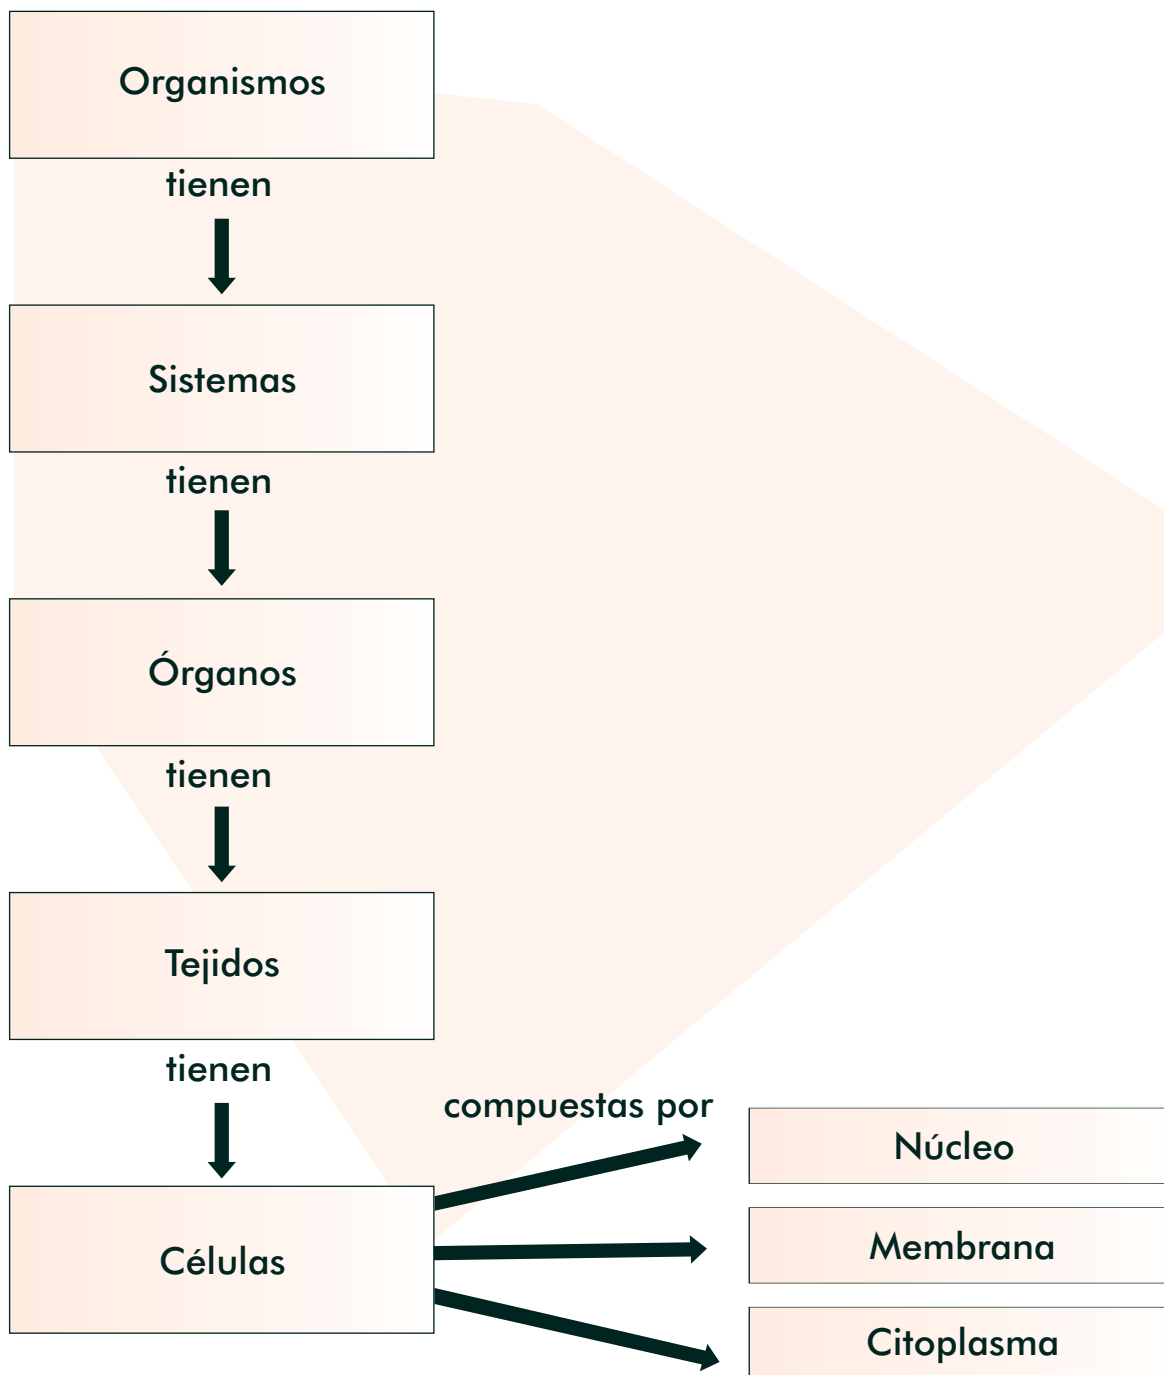 Organismos
tienen
Sistemas
tienen
Órganos
tienen
Tejidos
tienen
compuestas por
Núcleo
Células
Membrana
Citoplasma